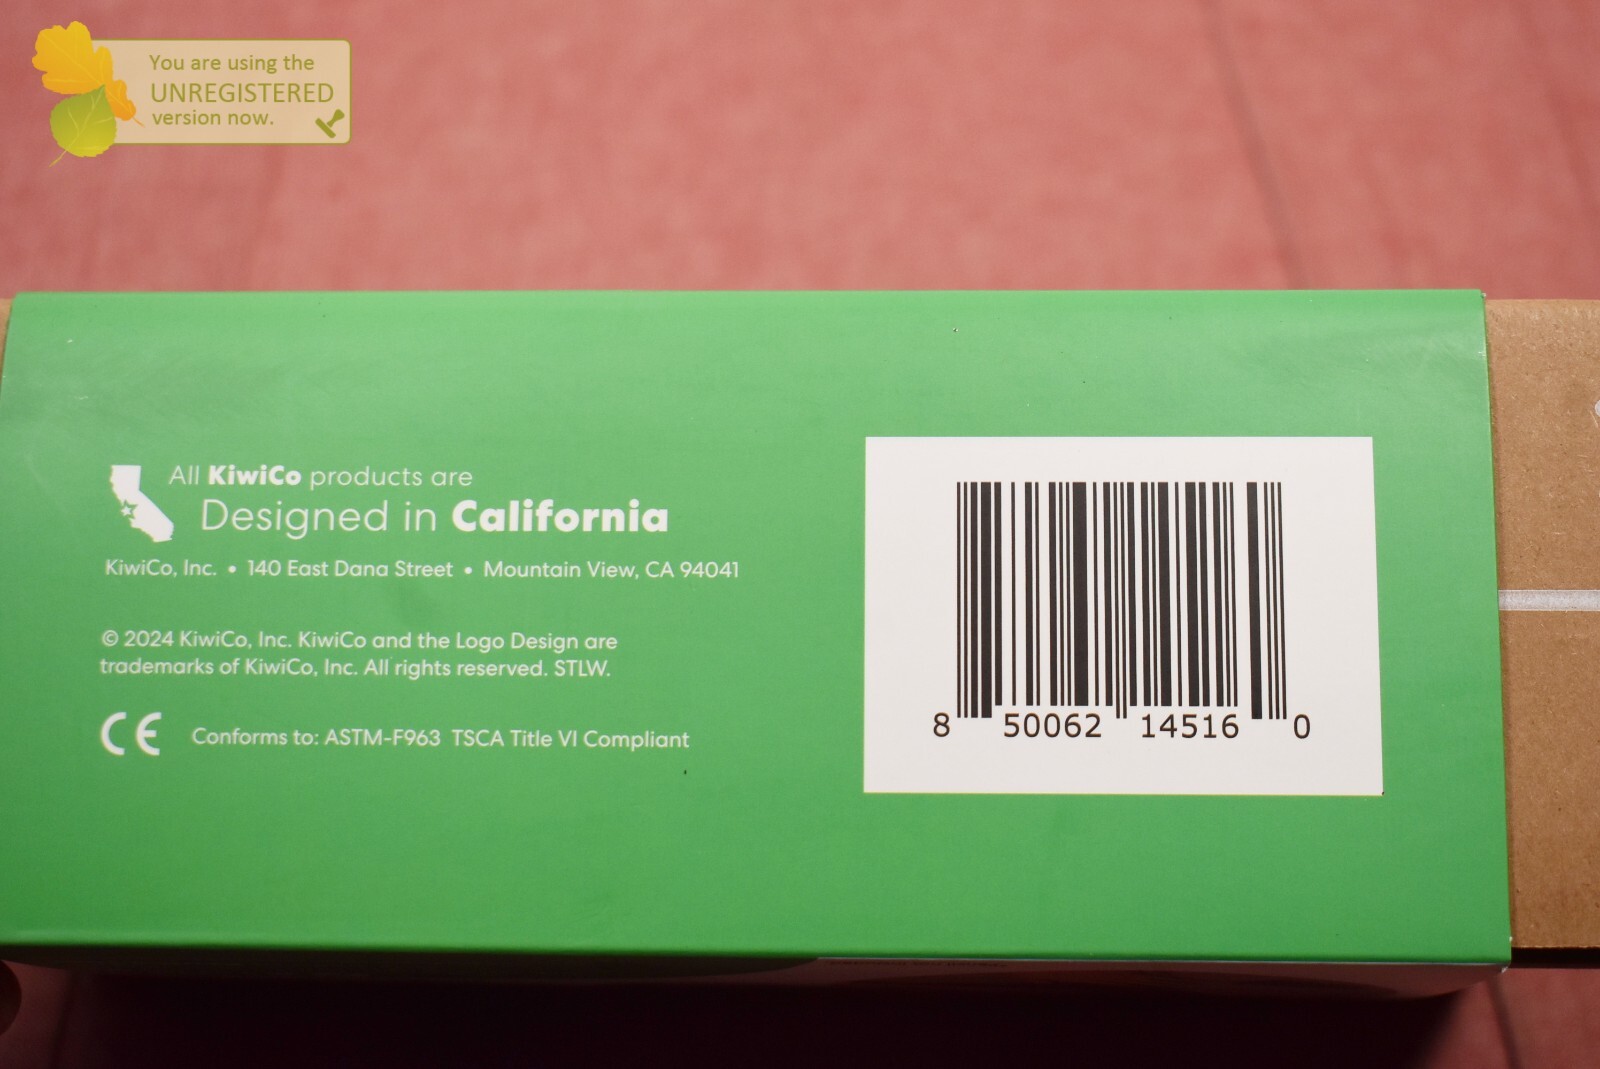 You are using the
UNREGISTERED
version now.
All KiwiCo products are
Designed in California
KiwiCo, Inc. • 140 East Dana Street • Mountain View, CA 94041
© 2024 KiwiCo, Inc. KiwiCo and the Logo Design are
trademarks of KiwiCo, Inc. All rights reserved. STLW.
CE Conforms to: ASTM-F963 TSCA Title VI Compliant
8 50062 14516 0